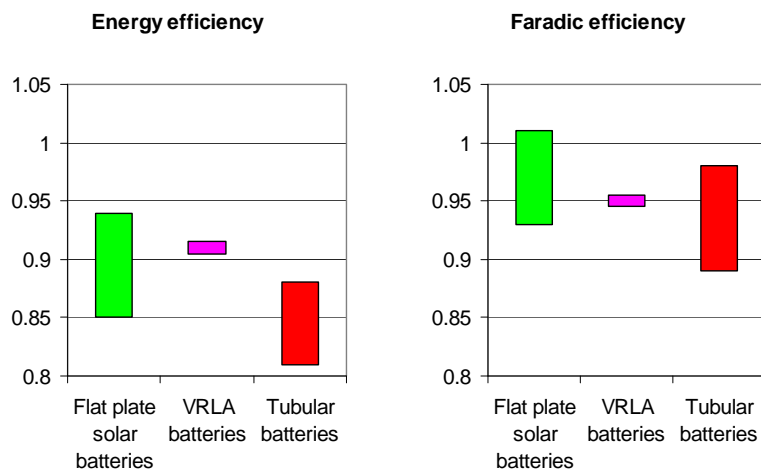 Energy efficiency
1.05
1
0.95
0.9
0.85
0.8
Flat plate
solar
batteries
VRLA
batteries
Tubular
batteries
Faradic efficiency
1.05
1
0.95
0.9
0.85
0.8
Flat plate
solar
batteries
VRLA
batteries
Tubular
batteries